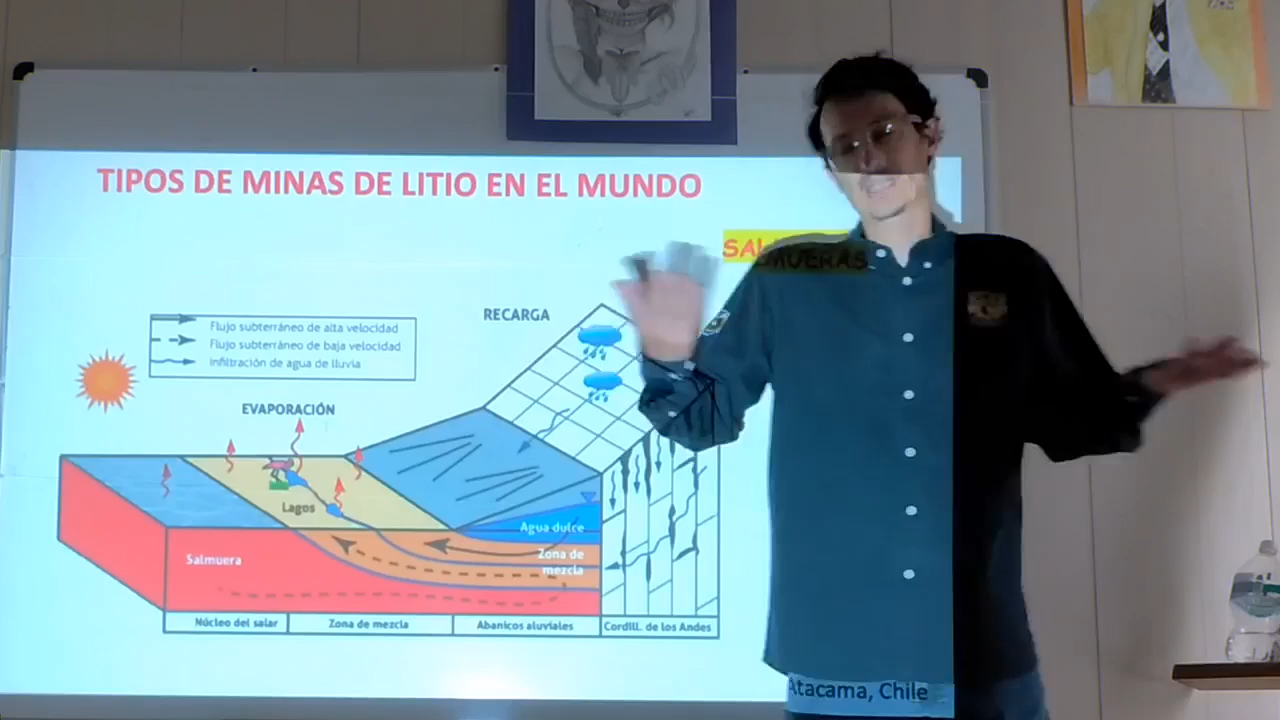 TIPOS DE MINAS DE LITIO EN EL MUNDO
SALMUERAS
RECARGA
Flujo subterráneo de alta velocidad
Flujo subterráneo de baja velocidad
Infiltración de agua de lluvia
EVAPORACIÓN
Lagos
Agua dulce
Salmuera
Zona de
mezcla
Núcleo del salar
Zona de mezcla
Abanicos aluviales
Cordill. de los Andes
Atacama, Chile